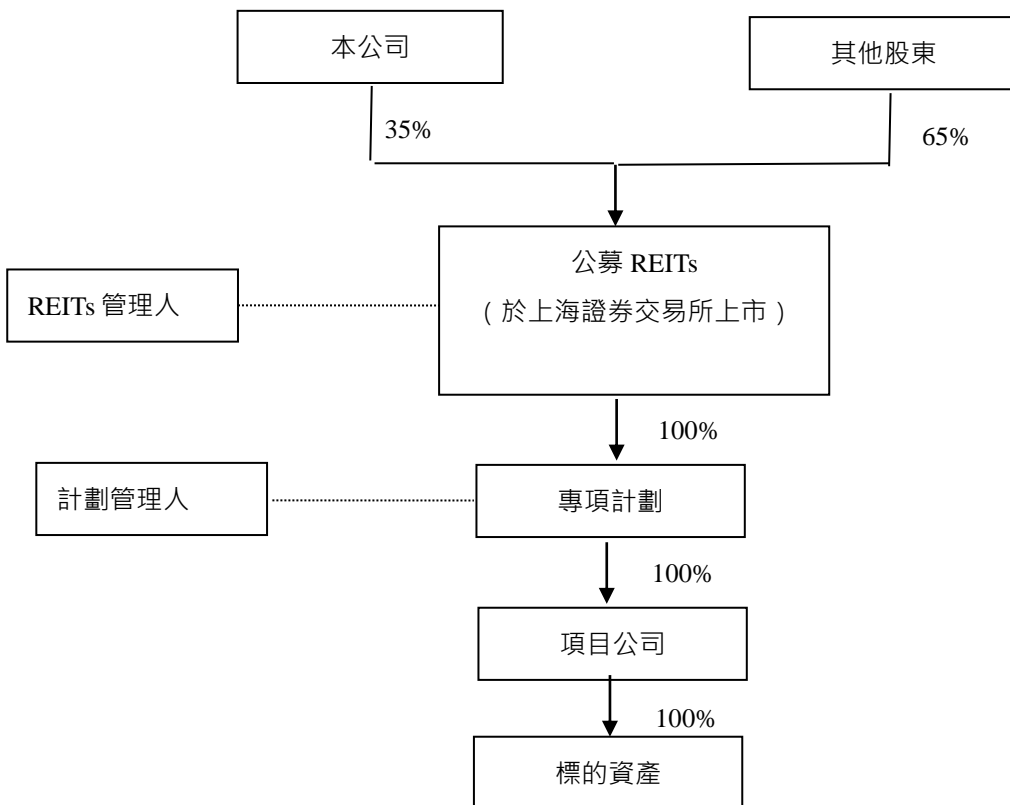 本公司
其他股東
35%
65%
公募 REITs
（於上海證券交易所上市）
REITs 管理人
100%
計劃管理人
專項計劃
100%
項目公司
100%
標的資產